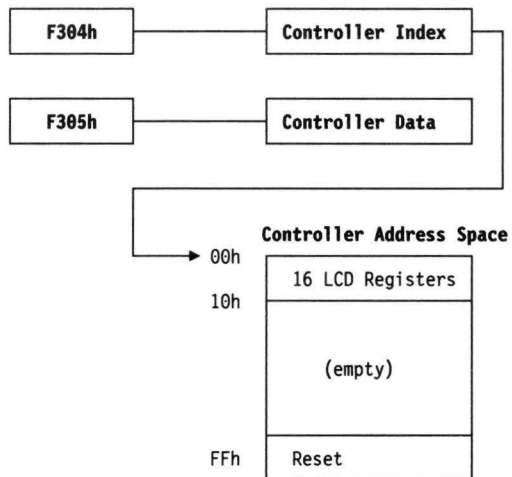 F304h Controller Index
F305h Controller Data
Controller Address Space
00h
16 LCD Registers
10h
(empty)
FFh Reset